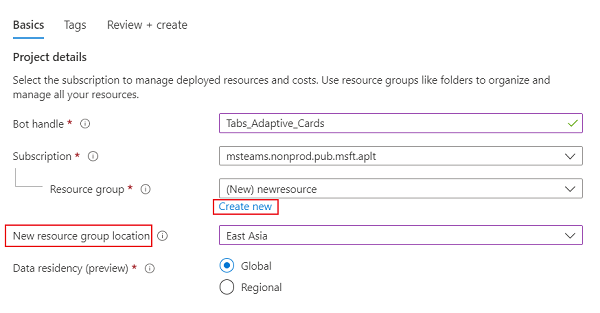 Basics Tags Review + create
Project details
Select the subscription to manage deployed resources and costs. Use resource groups like folders to organize and
manage all your resources.
Bot handle * Tabs_Adaptive_Cards
Subscription * msteams.nonprod.pub.msft.aplt
Resource group * (New) newresource
Create new
New resource group location East Asia
Data residency (preview) * Global
Regional